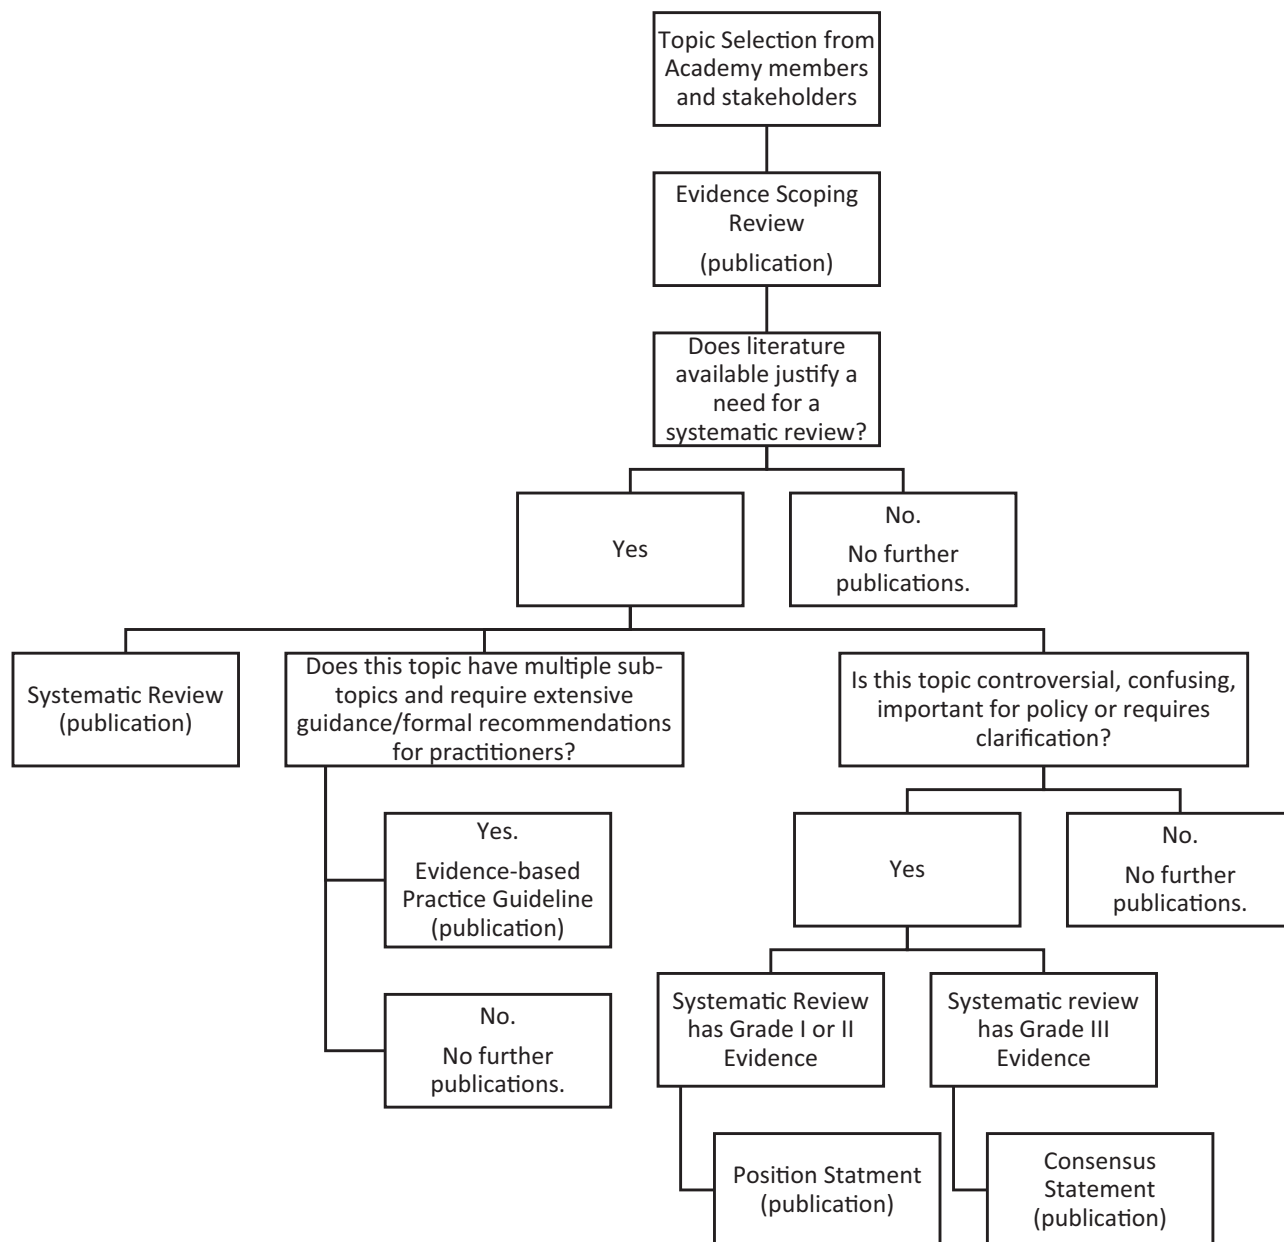 Topic Selection from
Academy members
and stakeholders
Evidence Scoping
Review
(publication)
Does literature
available justify a
need for a
systematic review?
Yes
No.
No further
publications.
Systematic Review
(publication)
Does this topic have multiple sub-
topics and require extensive
guidance/formal recommendations
for practitioners?
Is this topic controversial, confusing,
important for policy or requires
clarification?
Yes.
Evidence-based
Practice Guideline
(publication)
No.
No further
publications.
Yes
No.
No further
publications.
Systematic Review
has Grade I or II
Evidence
Systematic review
has Grade III
Evidence
Position Statment
(publication)
Consensus
Statement
(publication)